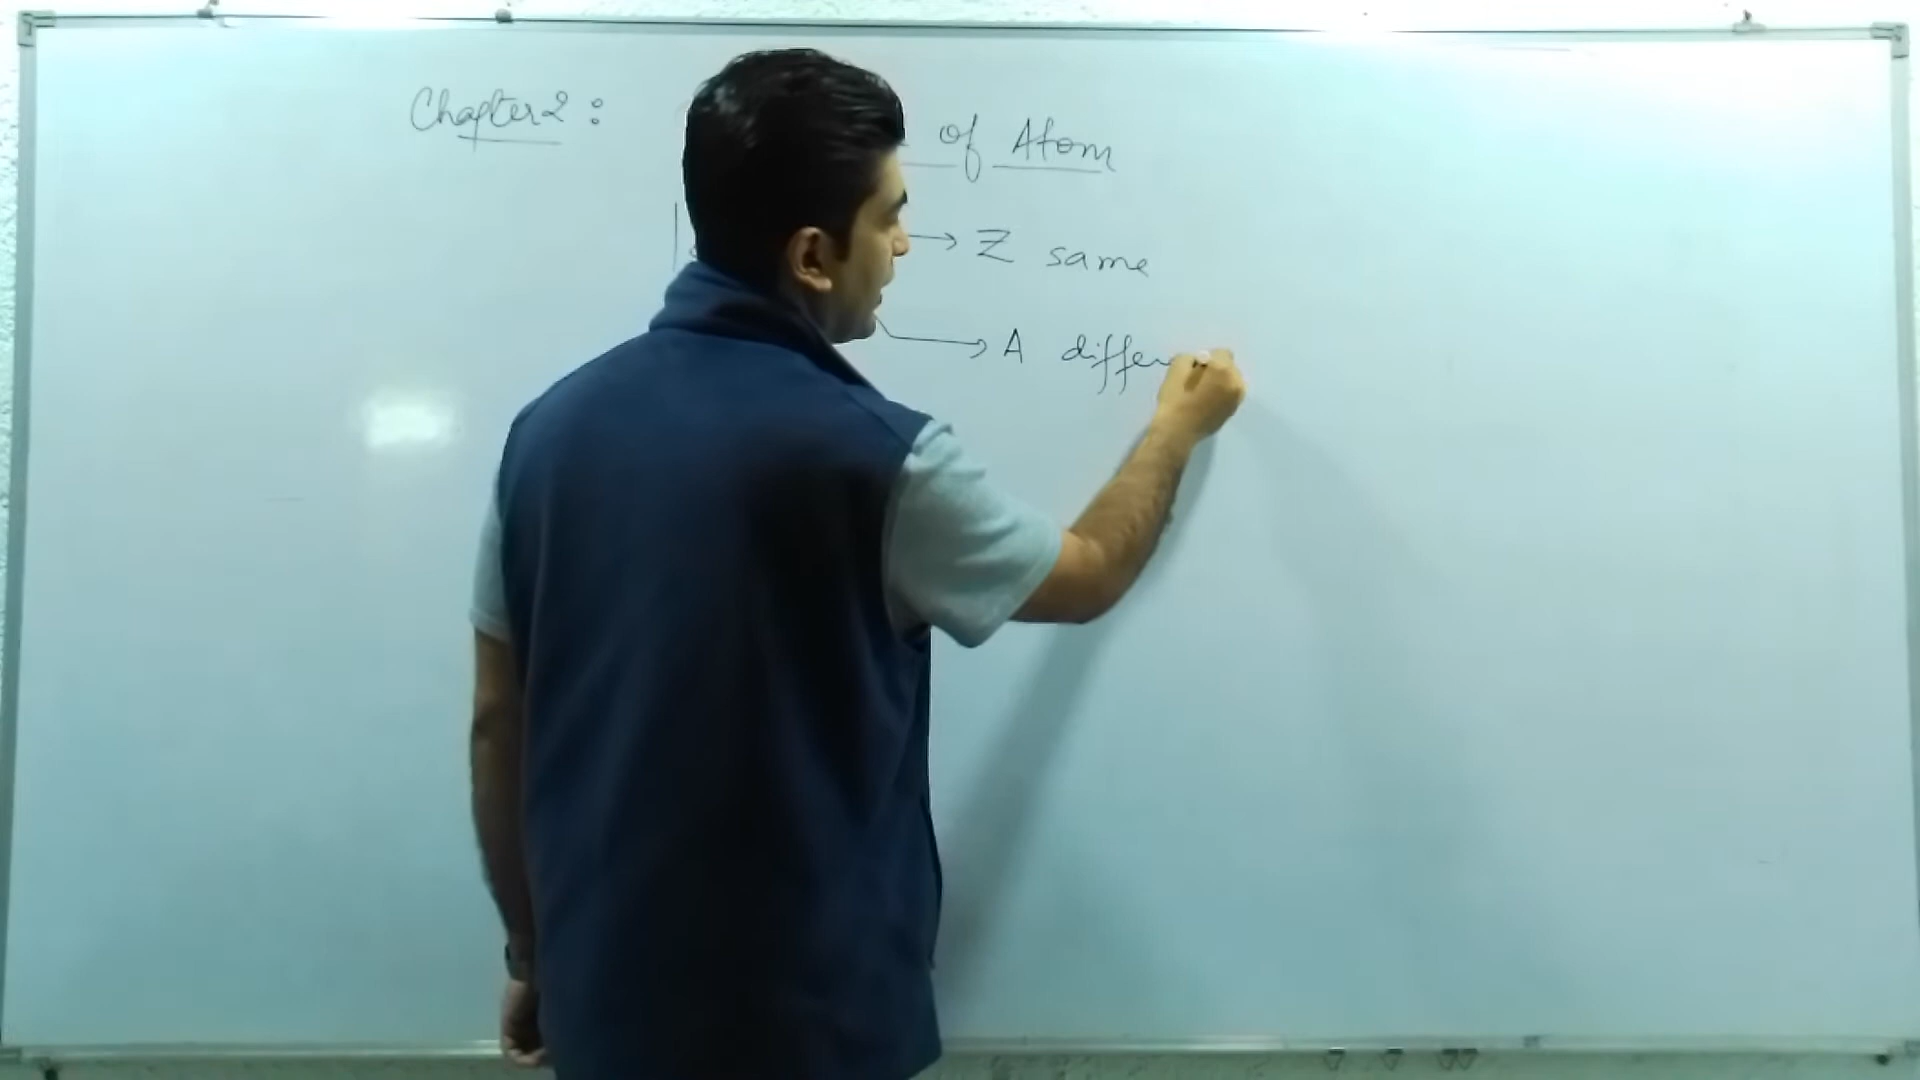 Chapter 2 : of Atom
→ Z same
→ A differ